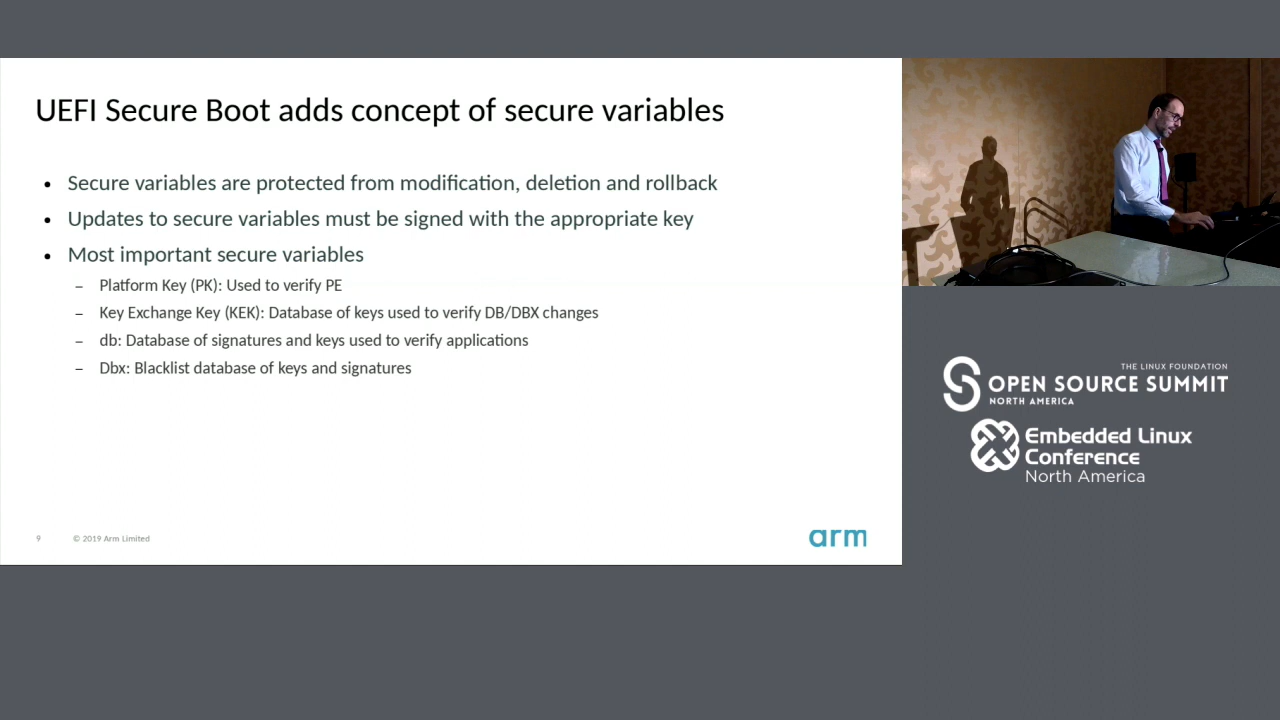 UEFI Secure Boot adds concept of secure variables
• Secure variables are protected from modification, deletion and rollback
• Updates to secure variables must be signed with the appropriate key
• Most important secure variables
– Platform Key (PK): Used to verify PE
– Key Exchange Key (KEK): Database of keys used to verify DB/DBX changes
– db: Database of signatures and keys used to verify applications
– Dbx: Blacklist database of keys and signatures
9 © 2019 Arm Limited
arm
THE LINUX FOUNDATION
OPEN SOURCE SUMMIT
NORTH AMERICA
Embedded Linux
Conference
North America